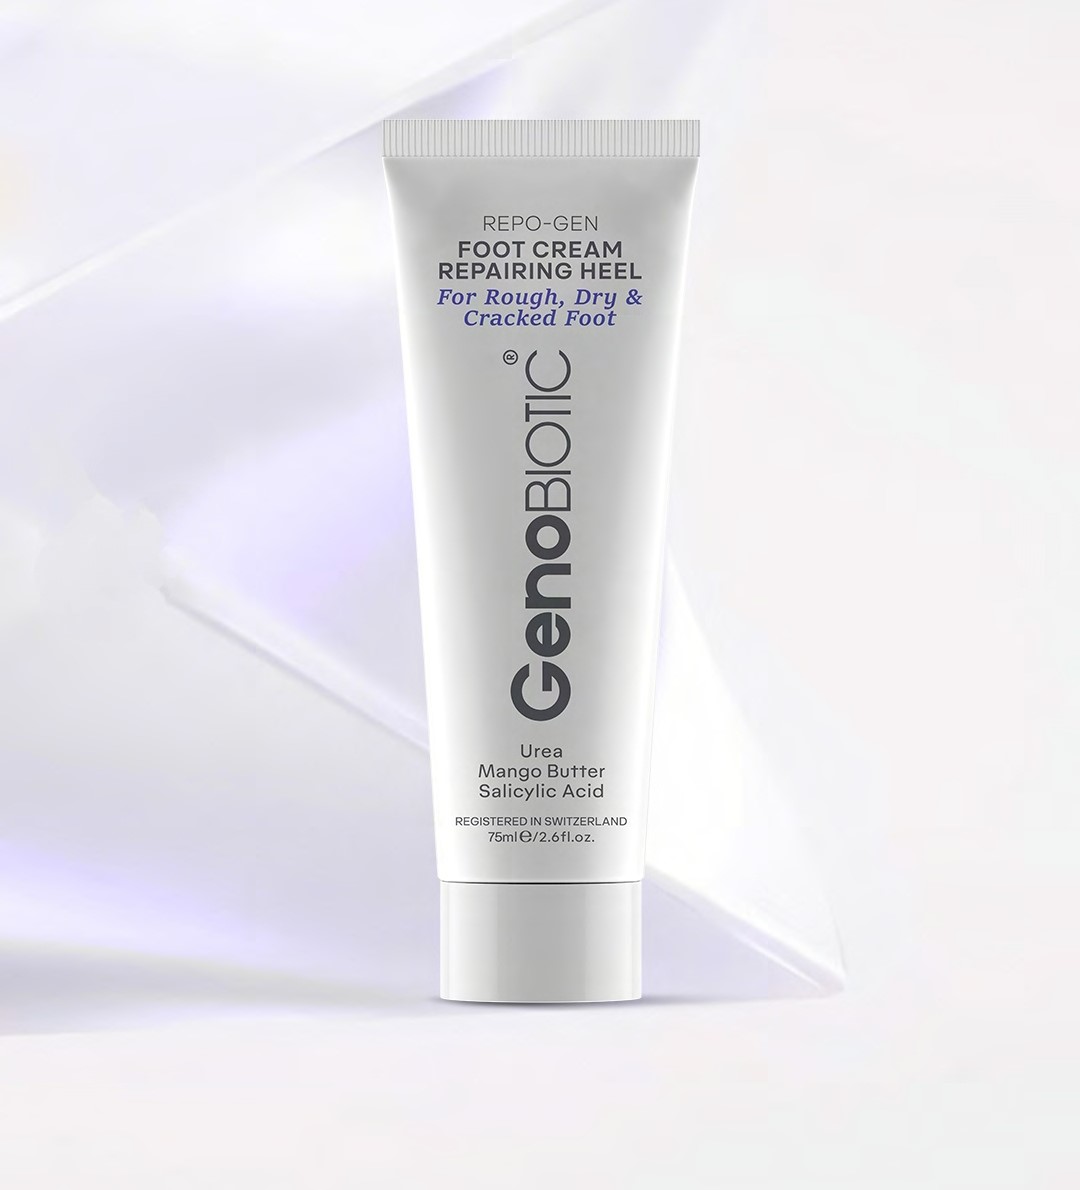 REPO-GEN
FOOT CREAM
REPAIRING HEEL
For Rough, Dry &
Cracked Foot
GenoBIOTIC®
Urea
Mango Butter
Salicylic Acid
REGISTERED IN SWITZERLAND
75ml℮/2.6fl.oz.